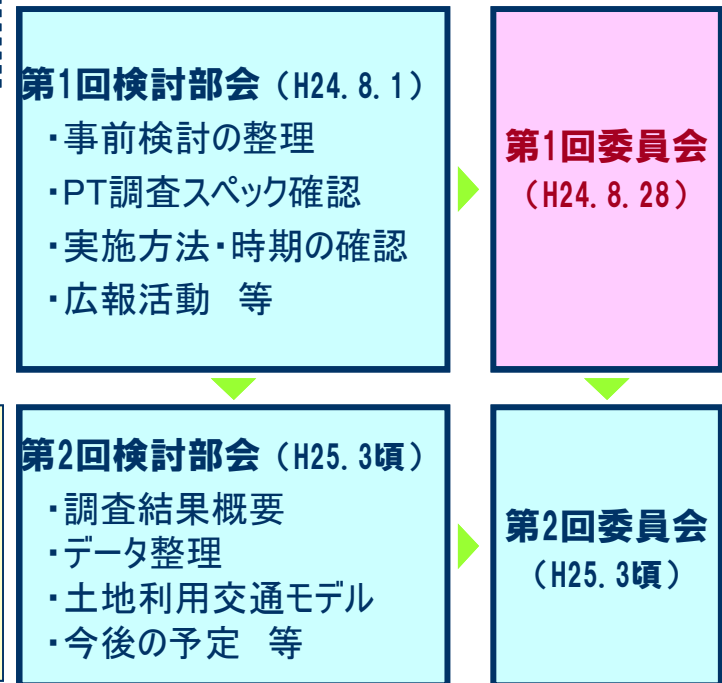 第1回検討部会（H24.8.1）
・事前検討の整理
・PT調査スペック確認
・実施方法・時期の確認
・広報活動　等
第1回委員会
（H24.8.28）
第2回検討部会（H25.3頃）
・調査結果概要
・データ整理
・土地利用交通モデル
・今後の予定　等
第2回委員会
（H25.3頃）